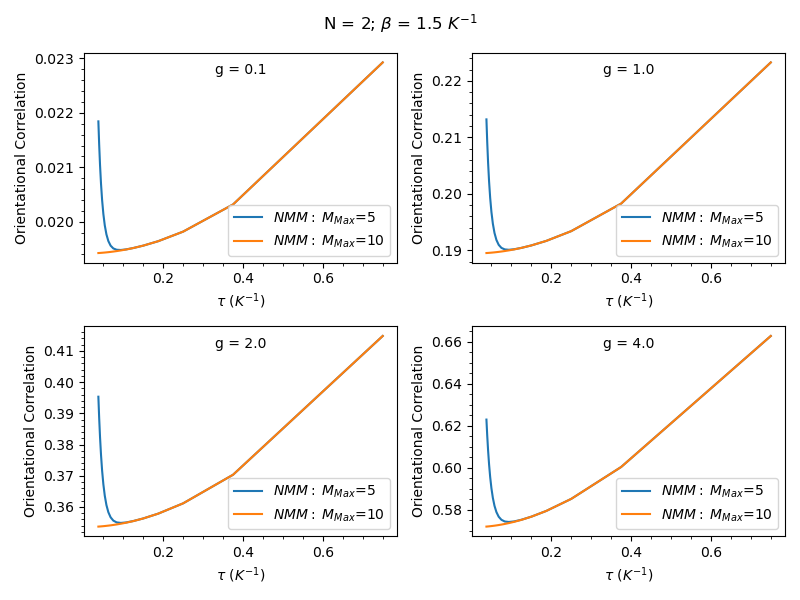 N = 2; β = 1.5 K⁻¹
g = 0.1
Orientational Correlation
0.023
0.022
0.021
0.020
0.2 0.4 0.6
τ (K⁻¹)
NMM : M_Max=5
NMM : M_Max=10
g = 1.0
Orientational Correlation
0.22
0.21
0.20
0.19
0.2 0.4 0.6
τ (K⁻¹)
NMM : M_Max=5
NMM : M_Max=10
g = 2.0
Orientational Correlation
0.41
0.40
0.39
0.38
0.37
0.36
0.2 0.4 0.6
τ (K⁻¹)
NMM : M_Max=5
NMM : M_Max=10
g = 4.0
Orientational Correlation
0.66
0.64
0.62
0.60
0.58
0.2 0.4 0.6
τ (K⁻¹)
NMM : M_Max=5
NMM : M_Max=10